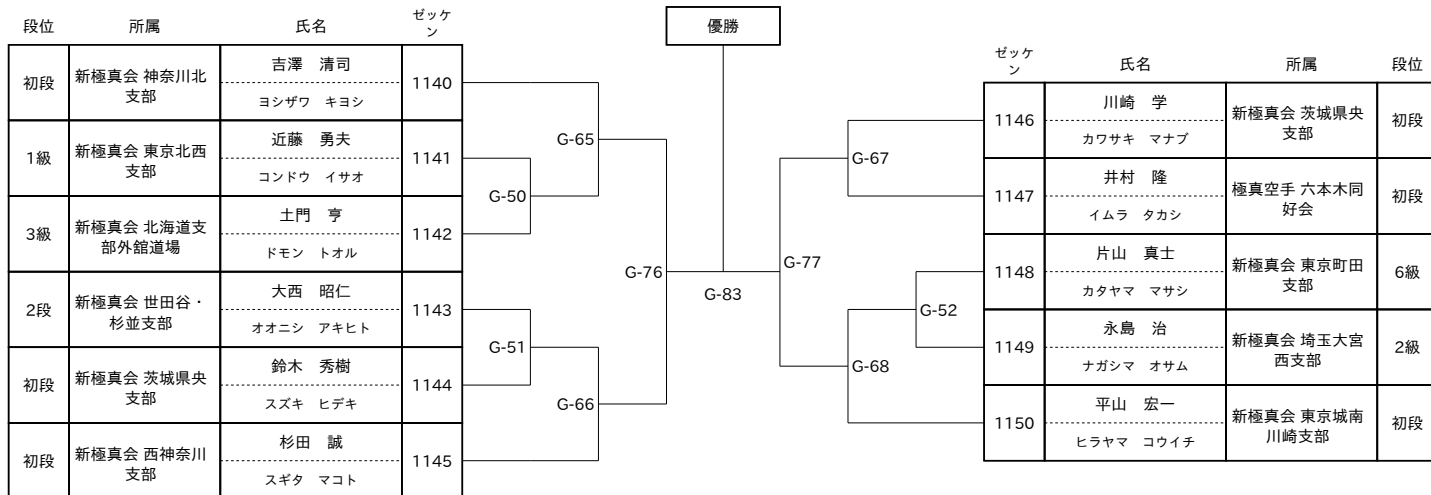 段位 所属 氏名 ゼッケ
ン
初段 新極真会 神奈川北
支部 吉澤 清司
ヨシザワ キヨシ 1140
1級 新極真会 東京北西
支部 近藤 勇夫
コンドウ イサオ 1141
3級 新極真会 北海道支
部外舘道場 土門 亨
ドモン トオル 1142
2段 新極真会 世田谷・
杉並支部 大西 昭仁
オオニシ アキヒト 1143
初段 新極真会 茨城県央
支部 鈴木 秀樹
スズキ ヒデキ 1144
初段 新極真会 西神奈川
支部 杉田 誠
スギタ マコト 1145
G-65
G-50
G-76
G-51
G-66
優勝
G-83
G-67
G-77
G-52
G-68
ゼッケ
ン 氏名 所属 段位
1146 川崎 学
カワサキ マナブ 新極真会 茨城県央
支部 初段
1147 井村 隆
イムラ タカシ 極真空手 六本木同
好会 初段
1148 片山 真士
カタヤマ マサシ 新極真会 東京町田
支部 6級
1149 永島 治
ナガシマ オサム 新極真会 埼玉大宮
西支部 2級
1150 平山 宏一
ヒラヤマ コウイチ 新極真会 東京城南
川崎支部 初段